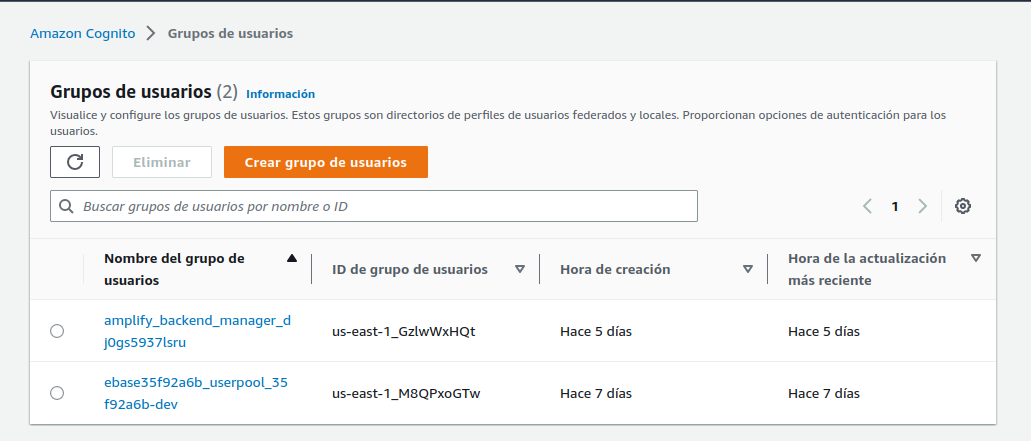 Amazon Cognito > Grupos de usuarios
Grupos de usuarios (2) Información
Visualice y configure los grupos de usuarios. Estos grupos son directorios de perfiles de usuarios federados y locales. Proporcionan opciones de autenticación para los
usuarios.
Eliminar Crear grupo de usuarios
Buscar grupos de usuarios por nombre o ID
1
Nombre del grupo de
usuarios
ID de grupo de usuarios
Hora de creación
Hora de la actualización
más reciente
amplify_backend_manager_d
j0gs5937lsru
us-east-1_GzlwWxHQt
Hace 5 días
Hace 5 días
ebase35f92a6b_userpool_35
f92a6b-dev
us-east-1_M8QPxoGTw
Hace 7 días
Hace 7 días